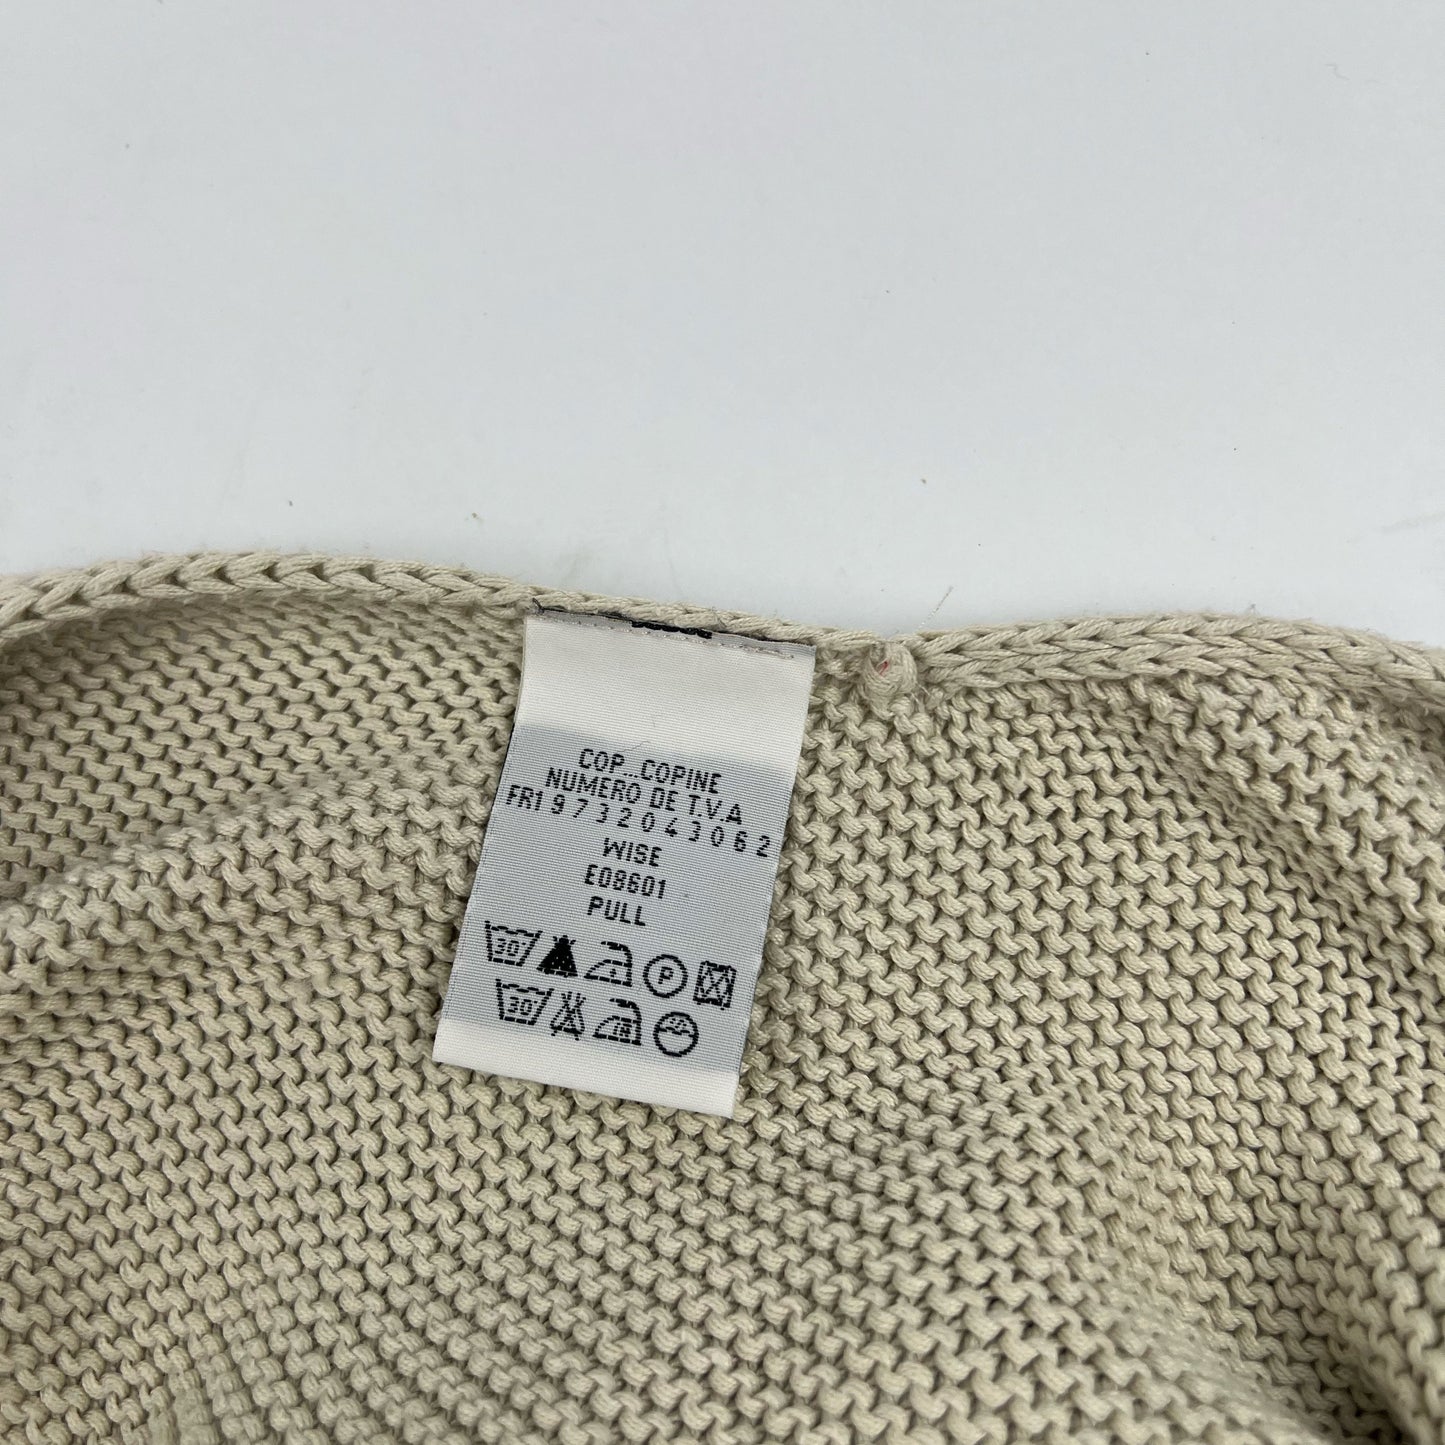 COP...COPINE
NUMERO DE T.V.A
FR19732043062
WISE
E08601
PULL
30° P
30°